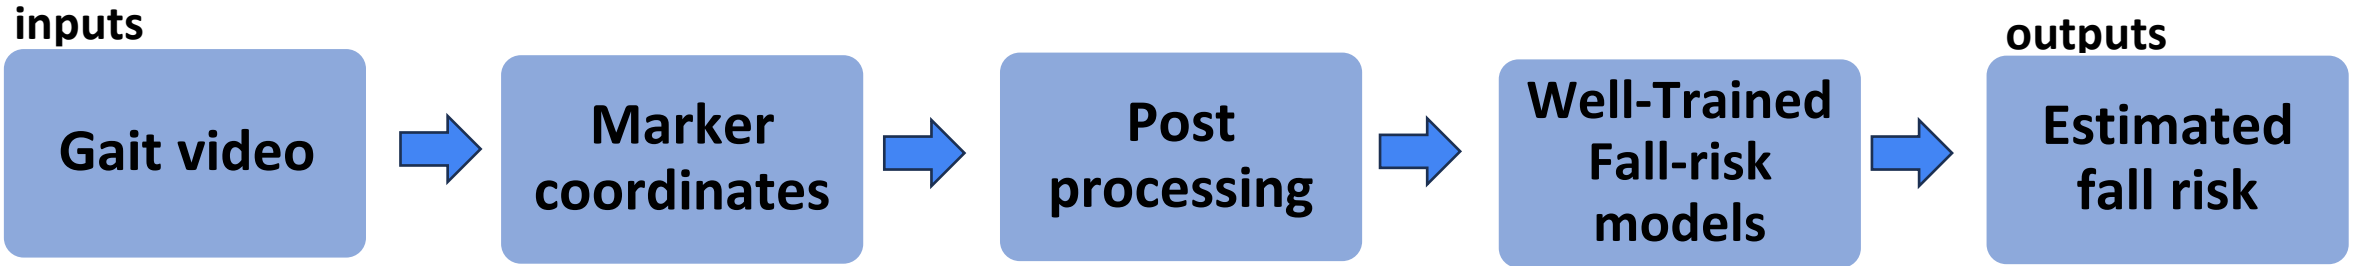 inputs
Gait video
Marker
coordinates
Post
processing
Well-Trained
Fall-risk
models
outputs
Estimated
fall risk